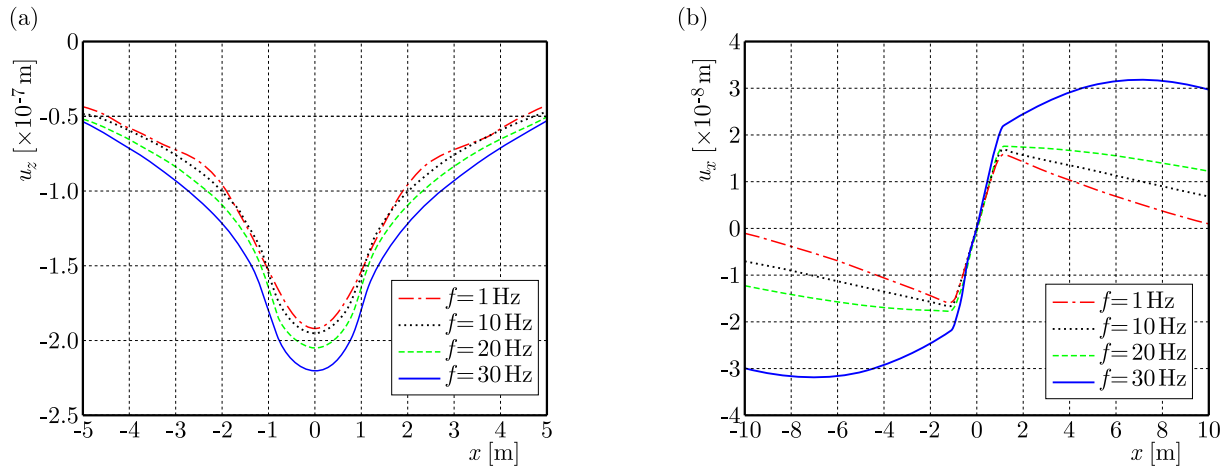 (a)
0
-0.5
-1.0
-1.5
-2.0
-2.5
u_z [×10⁻⁷ m]
-5 -4 -3 -2 -1 0 1 2 3 4 5
x [m]
f = 1 Hz
f = 10 Hz
f = 20 Hz
f = 30 Hz
(b)
4
3
2
1
0
-1
-2
-3
-4
u_x [×10⁻⁸ m]
-10 -8 -6 -4 -2 0 2 4 6 8 10
x [m]
f = 1 Hz
f = 10 Hz
f = 20 Hz
f = 30 Hz